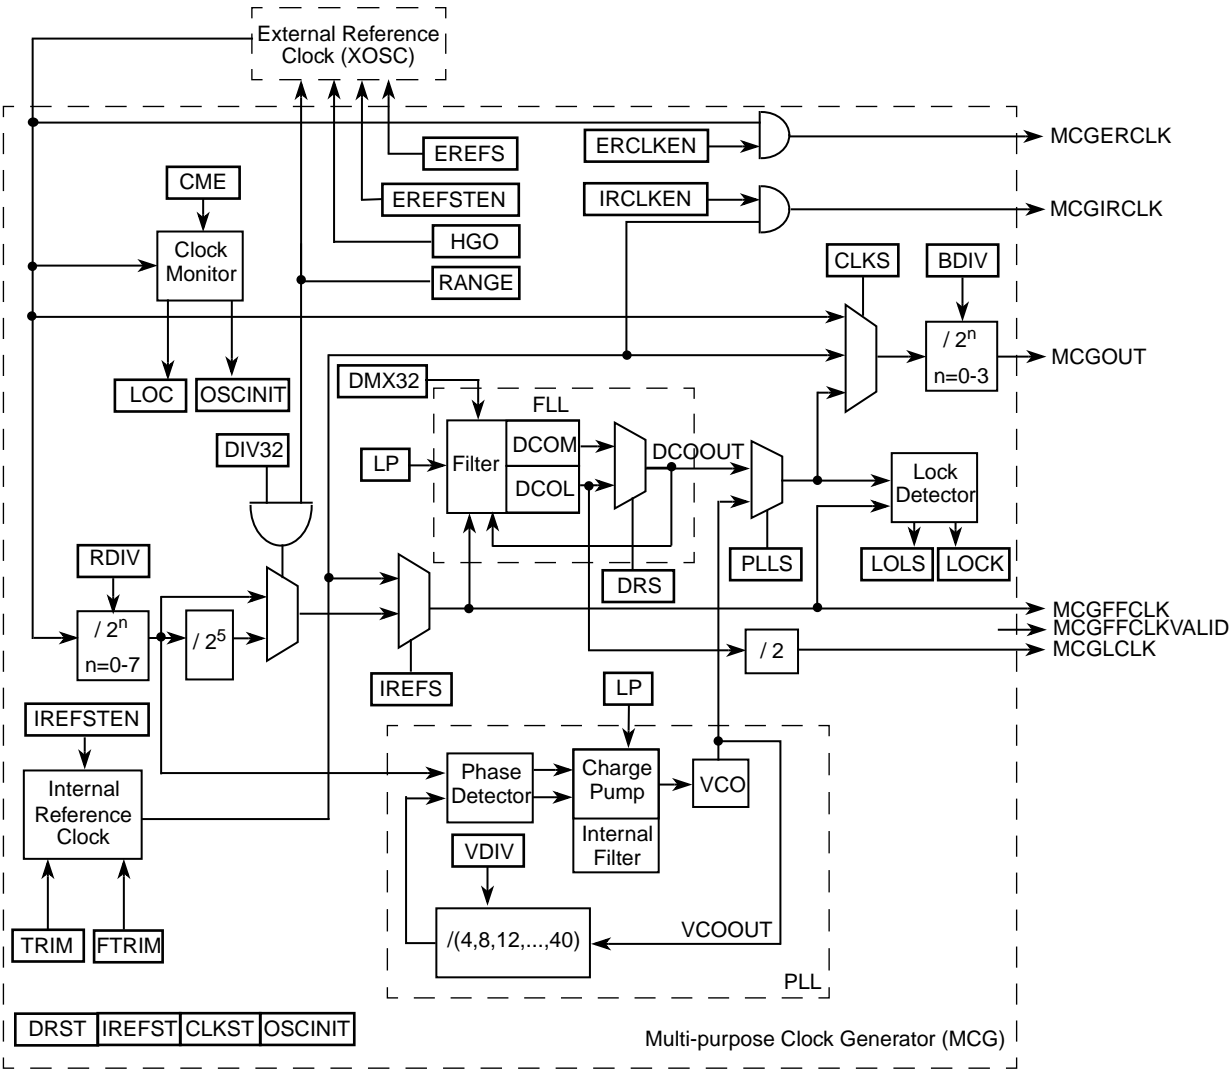 External Reference
Clock (XOSC)
MCGERCLK
ERCLKEN
EREFS
CME
EREFSTEN
IRCLKEN
MCGIRCLK
HGO
Clock
Monitor
RANGE
CLKS
BDIV
/ 2n
n=0-3
MCGOUT
LOC
OSCINIT
DMX32
FLL
DIV32
LP
Filter
DCOM
DCOL
DCOOUT
Lock
Detector
RDIV
PLLS
LOLS
LOCK
DRS
/ 2n
n=0-7
/ 25
MCGFFCLK
MCGFFCLKVALID
MCGLCLK
/ 2
IREFS
LP
IREFSTEN
Internal
Reference
Clock
Phase
Detector
Charge
Pump
VCO
Internal
Filter
VDIV
TRIM
FTRIM
/(4,8,12,...,40)
VCOOUT
PLL
DRST
IREFST
CLKST
OSCINIT
Multi-purpose Clock Generator (MCG)